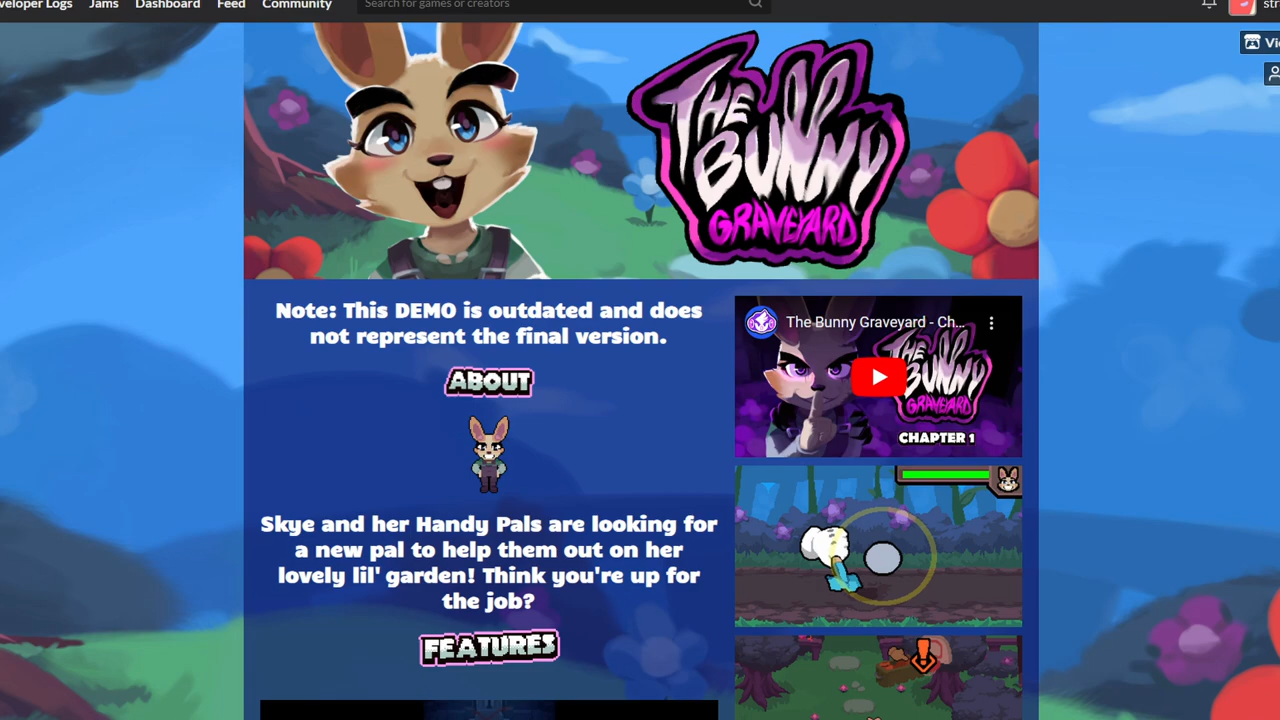 Jams
Dashboard
Feed
Community
Search for games or creators
THE
BUNNY
GRAVEYARD
Note: This DEMO is outdated and does
not represent the final version.
The Bunny Graveyard - Ch...
THE
BUNNY
GRAVEYARD
CHAPTER 1
ABOUT
Skye and her Handy Pals are looking for
a new pal to help them out on her
lovely lil' garden! Think you're up for
the job?
FEATURES